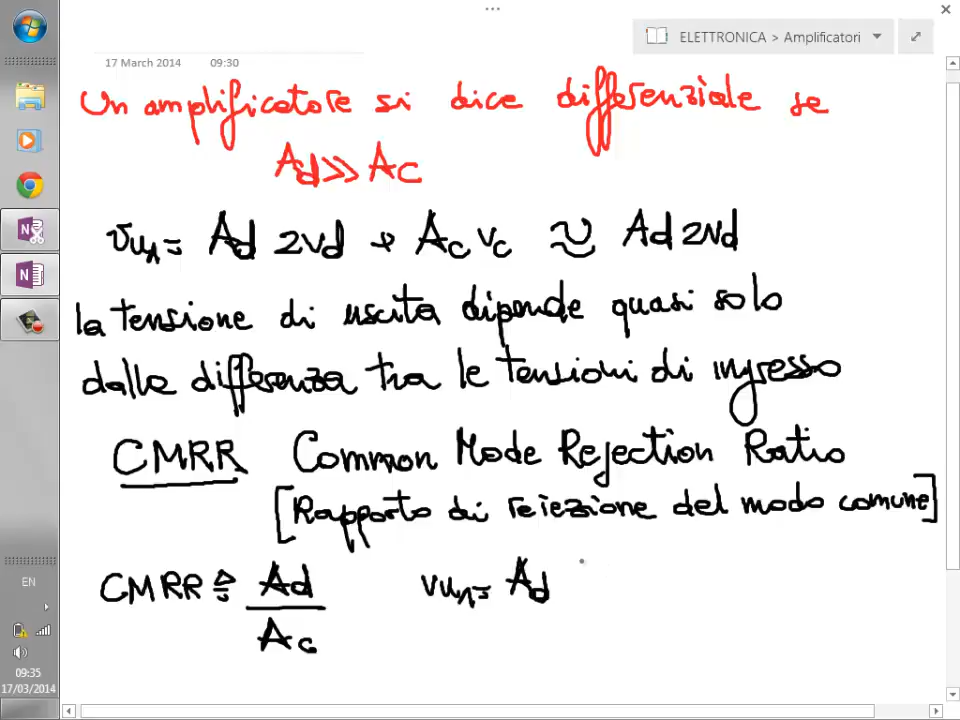 ELETTRONICA > Amplificatori
17 March 2014 09:30
Un amplificatore si dice differenziale se
Ad >> Ac
vu1 = Ad 2vd + Ac vc ≈ Ad 2vd
la tensione di uscita dipende quasi solo
dalla differenza tra le tensioni di ingresso
CMRR Common Mode Rejection Ratio
[Rapporto di reiezione del modo comune]
CMRR ≜ Ad / Ac vu1 = Ad
EN
09:35
17/03/2014